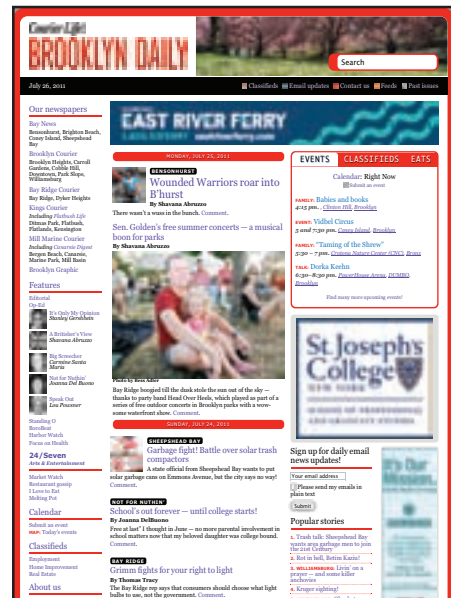 Courier Life's
BROOKLYN DAILY
Search
July 26, 2011
Classifieds Email updates Contact us Feeds Past issues
Our newspapers
Bay News
Bensonhurst, Brighton Beach,
Coney Island, Sheepshead
Bay
Brooklyn Courier
Brooklyn Heights, Carroll
Gardens, Cobble Hill,
Downtown, Park Slope,
Williamsburg
Bay Ridge Courier
Bay Ridge, Dyker Heights
Kings Courier
Including Flatbush Life
Ditmas Park, Flatbush,
Flatlands, Kensington
Mill Marine Courier
Including Canarsie Digest
Bergen Beach, Canarsie,
Marine Park, Mill Basin
Brooklyn Graphic
Features
Editorial
Op-Ed
It's Only My Opinion
Stanley Gershbein
A Britisher's View
Shavana Abruzzo
Big Screecher
Carmine Santa
Maria
Not for Nuthin'
Joanna Del Buono
Speak Out
Lou Powsner
Standing O
BoroBeat
Harbor Watch
Focus on Health
24/Seven
Arts & Entertainment
Market Watch
Restaurant gossip
I Love to Eat
Melting Pot
Calendar
Submit an event
MAP: Today's events
Classifieds
Employment
Home Improvement
Real Estate
About us
EAST RIVER FERRY
MONDAY, JULY 25, 2011
BENSONHURST
Wounded Warriors roar into
B'hurst
By Shavana Abruzzo
There wasn't a wuss in the bunch. Comment.
Sen. Golden's free summer concerts — a musical
boon for parks
By Shavana Abruzzo
Photo by Bess Adler
Bay Ridge boogied till the dusk stole the sun out of the sky —
thanks to party band Head Over Heels, which played as part of a
series of free outdoor concerts in Brooklyn parks with a wow-
some waterfront show. Comment.
SUNDAY, JULY 24, 2011
SHEEPSHEAD BAY
Garbage fight! Battle over solar trash
compactors
A state official from Sheepshead Bay wants to put
solar garbage cans on Emmons Avenue, but the city says no way!
Comment.
NOT FOR NUTHIN'
School's out forever — until college starts!
By Joanna DelBuono
Free at last! I thought in June — no more parental involvement in
school matters now that my beloved daughter was college bound.
Comment.
BAY RIDGE
Grimm fights for your right to light
By Thomas Tracy
The Bay Ridge rep says that consumers should choose what light
bulbs to use, not the government. Comment.
EVENTS CLASSIFIEDS EATS
Calendar: Right Now
Submit an event
FAMILY: Babies and books
4:15 pm. , Clinton Hill, Brooklyn
EVENT: Vidbel Circus
5 and 7:30 pm. Coney Island, Brooklyn
FAMILY: "Taming of the Shrew"
5:30 – 7 pm. Crotona Nature Center (CNC), Bronx
TALK: Dorka Keehn
6:30–8:30 pm. PowerHouse Arena, DUMBO,
Brooklyn
Find many more upcoming events!
St. Joseph's
College
NEW YORK
SCHOOL OF PROFESSIONAL
AND GRADUATE STUDIES
Sign up for daily email
news updates!
Your email address
Please send my emails in
plain text
Submit
Popular stories
1. Trash talk: Sheepshead Bay
wants area garbage men to join
the 21st Century
2. Rot in hell, Betim Kaziu!
3. WILLIAMSBURG: Livin' on a
prayer — and some killer
anchovies
4. Kruger sighting!
It's Our
Mission.